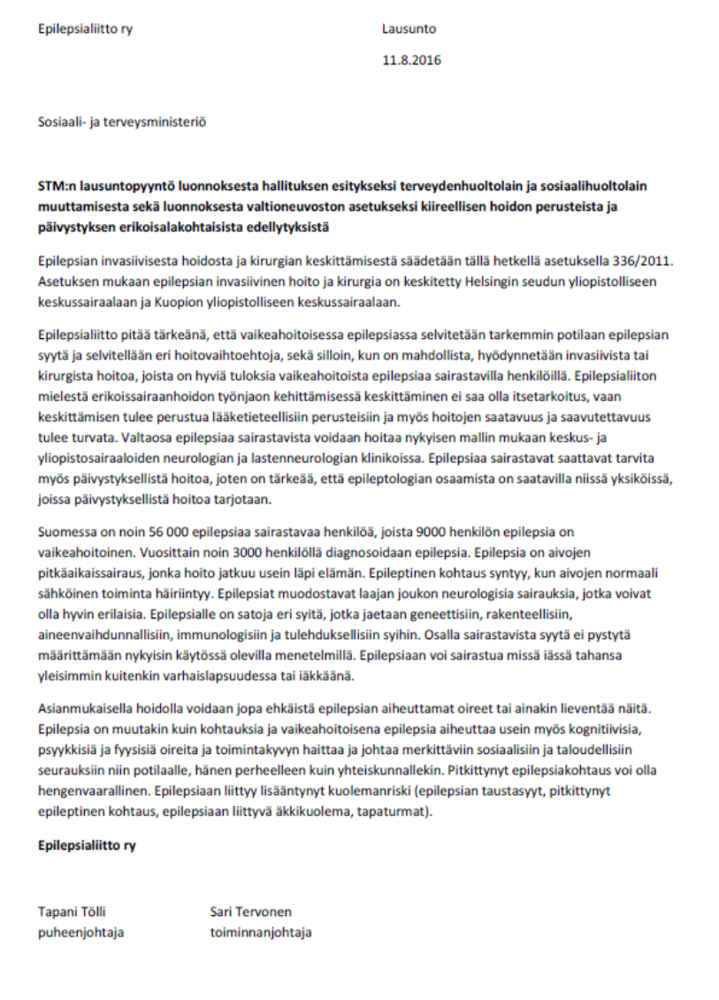 Epilepsialiitto ry Lausunto
11.8.2016
Sosiaali- ja terveysministeriö
STM:n lausuntopyyntö luonnoksesta hallituksen esitykseksi terveydenhuoltolain ja sosiaalihuoltolain
muuttamisesta sekä luonnoksesta valtioneuvoston asetukseksi kiireellisen hoidon perusteista ja
päivystyksen erikoisalakohtaisista edellytyksistä
Epilepsian invasiivisesta hoidosta ja kirurgian keskittämisestä säädetään tällä hetkellä asetuksella 336/2011.
Asetuksen mukaan epilepsian invasiivinen hoito ja kirurgia on keskitetty Helsingin seudun yliopistolliseen
keskussairaalaan ja Kuopion yliopistolliseen keskussairaalaan.
Epilepsialiitto pitää tärkeänä, että vaikeahoitoisessa epilepsiassa selvitetään tarkemmin potilaan epilepsian
syytä ja selvitellään eri hoitovaihtoehtoja, sekä silloin, kun on mahdollista, hyödynnetään invasiivista tai
kirurgista hoitoa, joista on hyviä tuloksia vaikeahoitoista epilepsiaa sairastavilla henkilöillä. Epilepsialiiton
mielestä erikoissairaanhoidon työnjaon kehittämisessä keskittäminen ei saa olla itsetarkoitus, vaan
keskittämisen tulee perustua lääketieteellisiin perusteisiin ja myös hoitojen saatavuus ja saavutettavuus
tulee turvata. Valtaosa epilepsiaa sairastavista voidaan hoitaa nykyisen mallin mukaan keskus- ja
yliopistosairaaloiden neurologian ja lastenneurologian klinikoissa. Epilepsiaa sairastavat saattavat tarvita
myös päivystyksellistä hoitoa, joten on tärkeää, että epileptologian osaamista on saatavilla niissä yksiköissä,
joissa päivystyksellistä hoitoa tarjotaan.
Suomessa on noin 56 000 epilepsiaa sairastavaa henkilöä, joista 9000 henkilön epilepsia on
vaikeahoitoinen. Vuosittain noin 3000 henkilöllä diagnosoidaan epilepsia. Epilepsia on aivojen
pitkäaikaissairaus, jonka hoito jatkuu usein läpi elämän. Epileptinen kohtaus syntyy, kun aivojen normaali
sähköinen toiminta häiriintyy. Epilepsiat muodostavat laajan joukon neurologisia sairauksia, jotka voivat
olla hyvin erilaisia. Epilepsialle on satoja eri syitä, jotka jaetaan geneettisiin, rakenteellisiin,
aineenvaihdunnallisiin, immunologisiin ja tulehduksellisiin syihin. Osalla sairastavista syytä ei pystytä
määrittämään nykyisin käytössä olevilla menetelmillä. Epilepsiaan voi sairastua missä iässä tahansa
yleisimmin kuitenkin varhaislapsuudessa tai iäkkäänä.
Asianmukaisella hoidolla voidaan jopa ehkäistä epilepsian aiheuttamat oireet tai ainakin lieventää näitä.
Epilepsia on muutakin kuin kohtauksia ja vaikeahoitoisena epilepsia aiheuttaa usein myös kognitiivisia,
psyykkisiä ja fyysisiä oireita ja toimintakyvyn haittaa ja johtaa merkittäviin sosiaalisiin ja taloudellisiin
seurauksiin niin potilaalle, hänen perheelleen kuin yhteiskunnallekin. Pitkittynyt epilepsiakohtaus voi olla
hengenvaarallinen. Epilepsiaan liittyy lisääntynyt kuolemanriski (epilepsian taustasyyt, pitkittynyt
epileptinen kohtaus, epilepsiaan liittyvä äkkikuolema, tapaturmat).
Epilepsialiitto ry
Tapani Tölli Sari Tervonen
puheenjohtaja toiminnanjohtaja